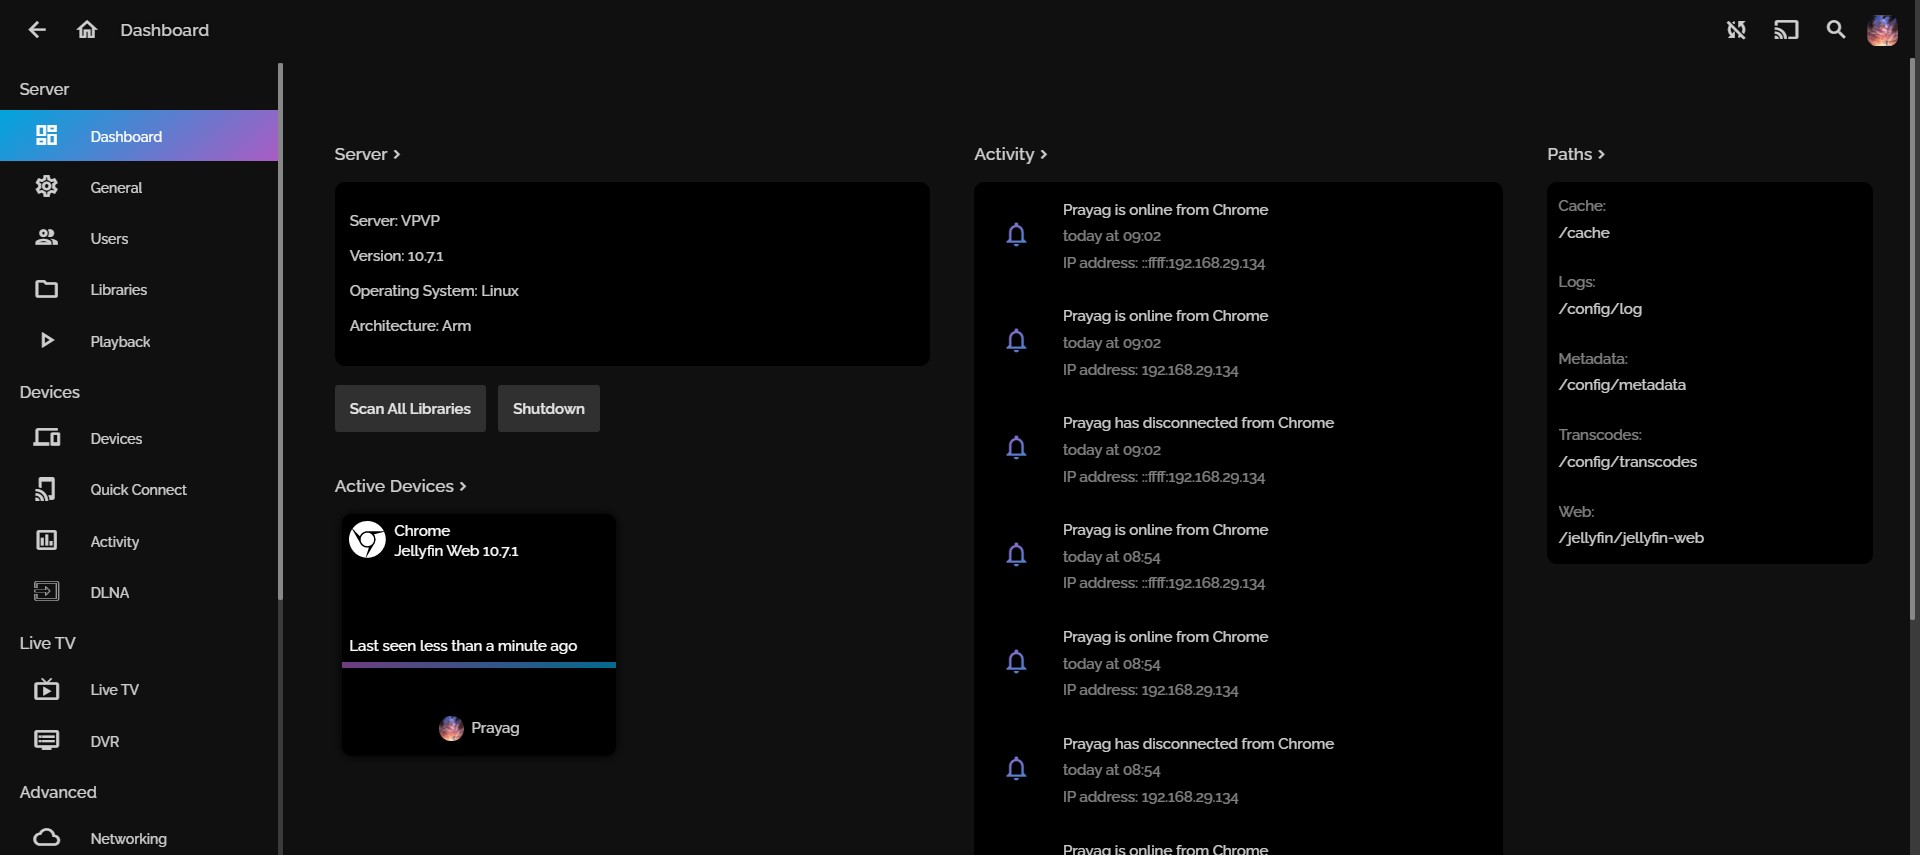 Dashboard
Server
Dashboard
General
Users
Libraries
Playback
Devices
Devices
Quick Connect
Activity
DLNA
Live TV
Live TV
DVR
Advanced
Networking
Server
Server: VPVP
Version: 10.7.1
Operating System: Linux
Architecture: Arm
Scan All Libraries
Shutdown
Active Devices
Chrome
Jellyfin Web 10.7.1
Last seen less than a minute ago
Prayag
Activity
Prayag is online from Chrome
today at 09:02
IP address: ::ffff:192.168.29.134
Prayag is online from Chrome
today at 09:02
IP address: 192.168.29.134
Prayag has disconnected from Chrome
today at 09:02
IP address: ::ffff:192.168.29.134
Prayag is online from Chrome
today at 08:54
IP address: ::ffff:192.168.29.134
Prayag is online from Chrome
today at 08:54
IP address: 192.168.29.134
Prayag has disconnected from Chrome
today at 08:54
IP address: 192.168.29.134
Prayag is online from Chrome
Paths
Cache:
/cache
Logs:
/config/log
Metadata:
/config/metadata
Transcodes:
/config/transcodes
Web:
/jellyfin/jellyfin-web